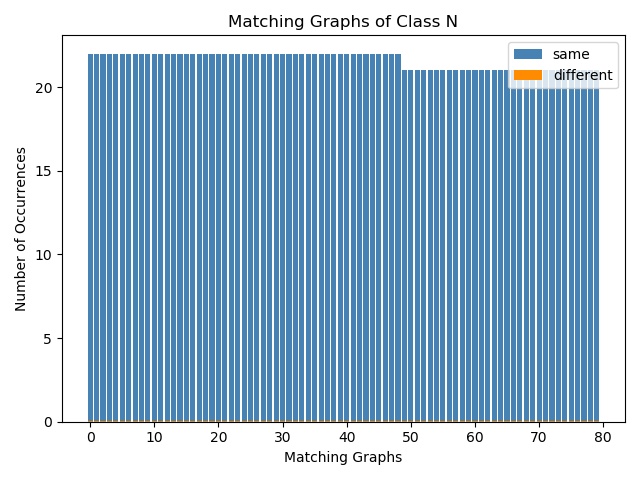 Matching Graphs of Class N
same
different
Number of Occurrences
20
15
10
5
0
0 10 20 30 40 50 60 70 80
Matching Graphs